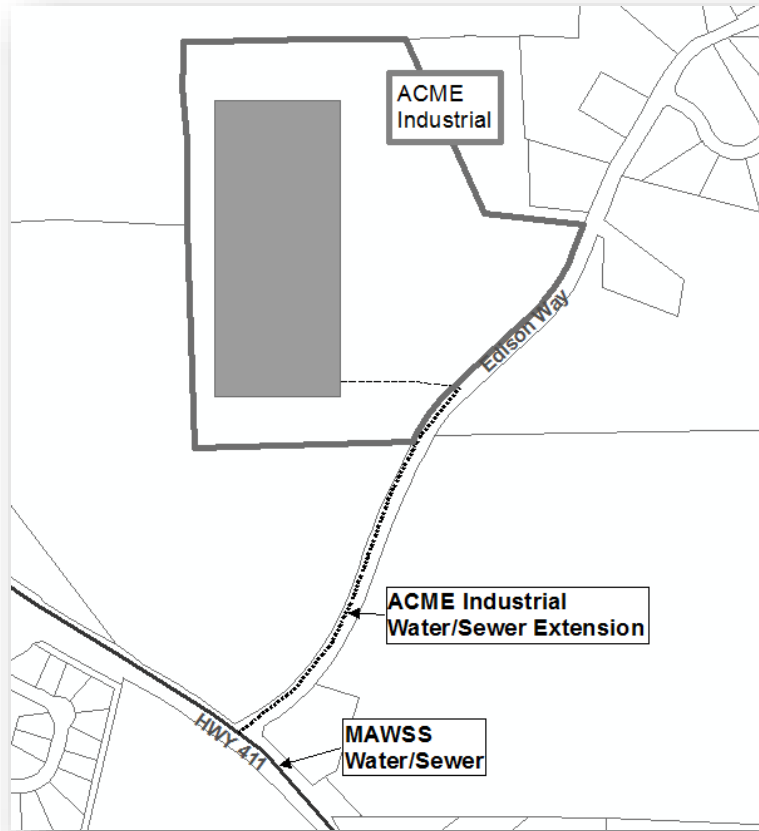 ACME
Industrial
Edison Way
ACME Industrial
Water/Sewer Extension
HWY 411
MAWSS
Water/Sewer